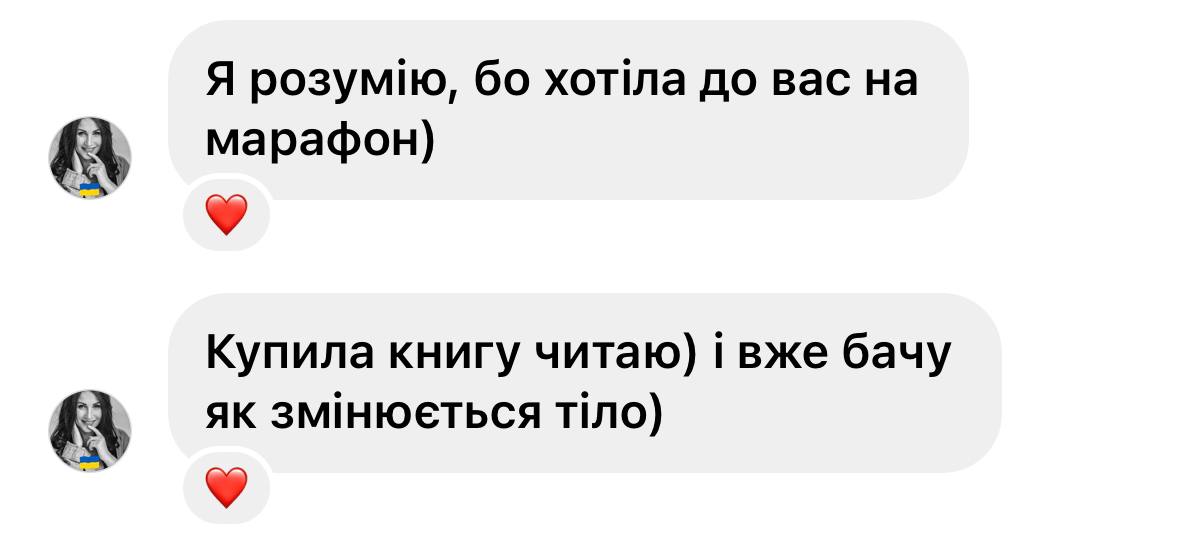 Я розумію, бо хотіла до вас на
марафон)
❤️
Купила книгу читаю) і вже бачу
як змінюється тіло)
❤️